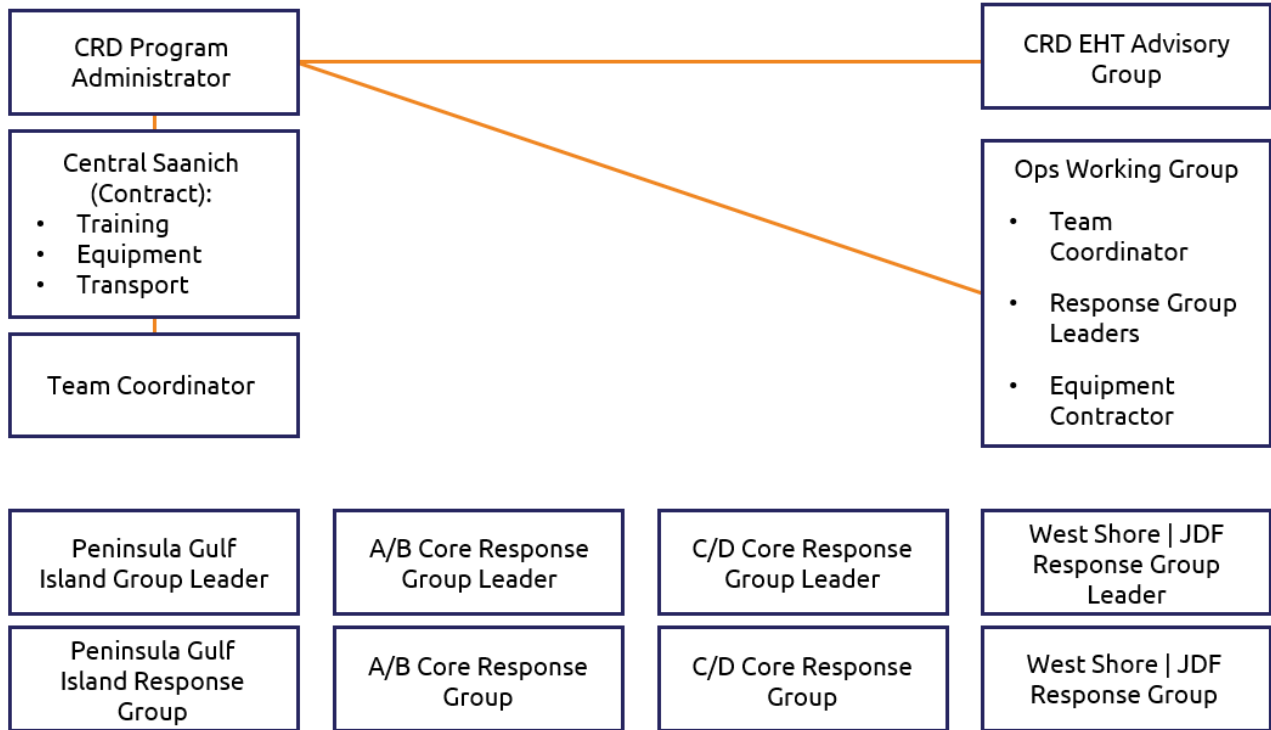 CRD Program
Administrator
CRD EHT Advisory
Group
Central Saanich
(Contract):
• Training
• Equipment
• Transport
Ops Working Group
• Team
Coordinator
• Response Group
Leaders
• Equipment
Contractor
Team Coordinator
Peninsula Gulf
Island Group Leader
A/B Core Response
Group Leader
C/D Core Response
Group Leader
West Shore | JDF
Response Group
Leader
Peninsula Gulf
Island Response
Group
A/B Core Response
Group
C/D Core Response
Group
West Shore | JDF
Response Group